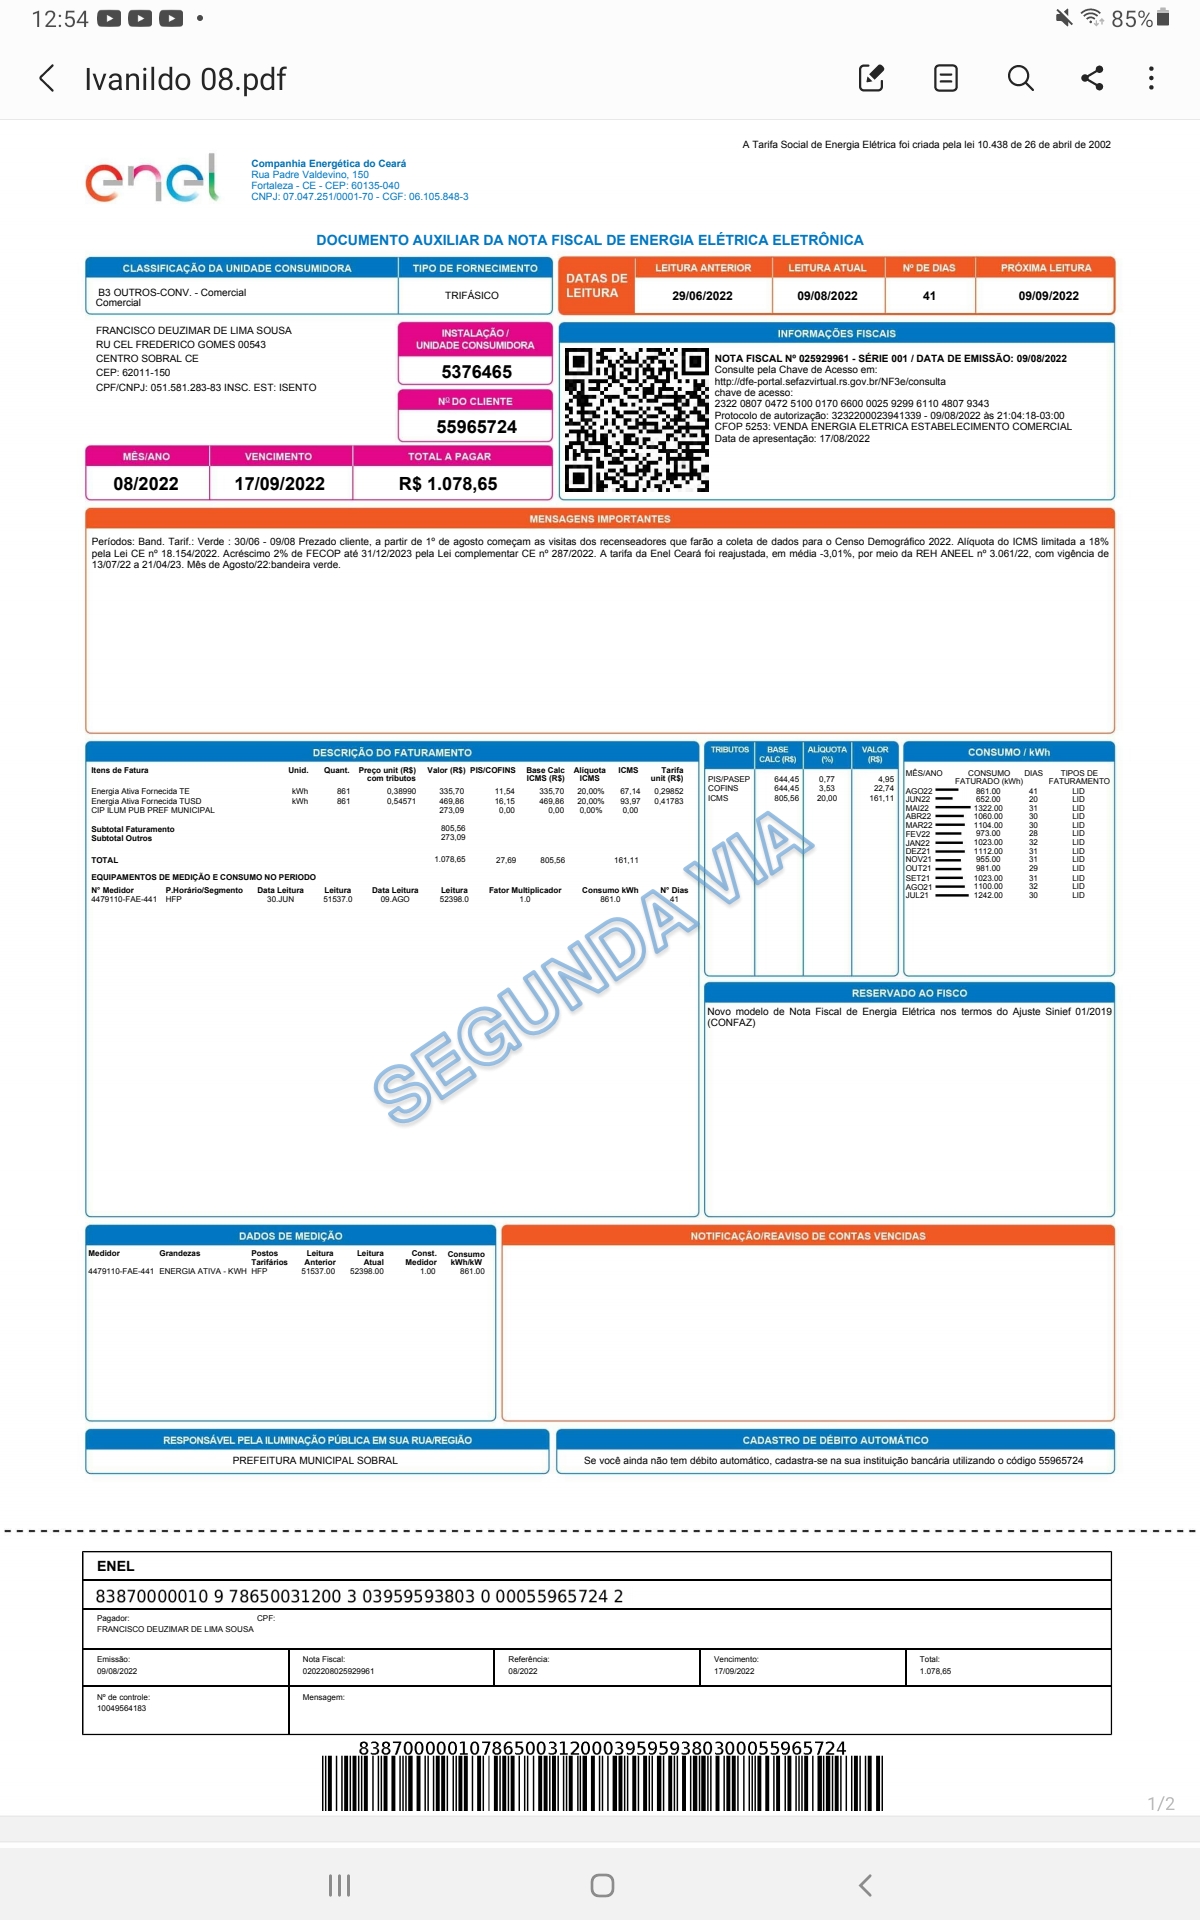 12:54
85%
Ivanildo 08.pdf
A Tarifa Social de Energia Elétrica foi criada pela lei 10.438 de 26 de abril de 2002
enel
Companhia Energética do Ceará
Rua Padre Valdevino, 150
Fortaleza - CE - CEP: 60135-040
CNPJ: 07.047.251/0001-70 - CGF: 06.105.848-3
DOCUMENTO AUXILIAR DA NOTA FISCAL DE ENERGIA ELÉTRICA ELETRÔNICA
CLASSIFICAÇÃO DA UNIDADE CONSUMIDORA TIPO DE FORNECIMENTO
B3 OUTROS-CONV. - Comercial
Comercial
TRIFÁSICO
DATAS DE LEITURA
LEITURA ANTERIOR LEITURA ATUAL Nº DE DIAS PRÓXIMA LEITURA
29/06/2022 09/08/2022 41 09/09/2022
FRANCISCO DEUZIMAR DE LIMA SOUSA
RU CEL FREDERICO GOMES 00543
CENTRO SOBRAL CE
CEP: 62011-150
CPF/CNPJ: 051.581.283-83 INSC. EST: ISENTO
INSTALAÇÃO /
UNIDADE CONSUMIDORA
5376465
Nº DO CLIENTE
55965724
MÊS/ANO VENCIMENTO TOTAL A PAGAR
08/2022 17/09/2022 R$ 1.078,65
INFORMAÇÕES FISCAIS
NOTA FISCAL Nº 025929961 - SÉRIE 001 / DATA DE EMISSÃO: 09/08/2022
Consulte pela Chave de Acesso em:
http://dfe-portal.sefazvirtual.rs.gov.br/NF3e/consulta
chave de acesso:
2322 0807 0472 5100 0170 6600 0025 9299 6110 4807 9343
Protocolo de autorização: 3232200023941339 - 09/08/2022 às 21:04:18-03:00
CFOP 5253: VENDA ENERGIA ELETRICA ESTABELECIMENTO COMERCIAL
Data de apresentação: 17/08/2022
MENSAGENS IMPORTANTES
Períodos: Band. Tarif.: Verde : 30/06 - 09/08 Prezado cliente, a partir de 1º de agosto começam as visitas dos recenseadores que farão a coleta de dados para o Censo Demográfico 2022. Alíquota do ICMS limitada a 18%
pela Lei CE nº 18.154/2022. Acréscimo 2% de FECOP até 31/12/2023 pela Lei complementar CE nº 287/2022. A tarifa da Enel Ceará foi reajustada, em média -3,01%, por meio da REH ANEEL nº 3.061/22, com vigência de
13/07/22 a 21/04/23. Mês de Agosto/22:bandeira verde.
DESCRIÇÃO DO FATURAMENTO
Itens de Fatura Unid. Quant. Preço unit (R$) com tributos Valor (R$) PIS/COFINS Base Calc ICMS (R$) Alíquota ICMS ICMS Tarifa unit (R$)
Energia Ativa Fornecida TE kWh 861 0,38990 335,70 11,54 335,70 20,00% 67,14 0,29852
Energia Ativa Fornecida TUSD kWh 861 0,54571 469,86 16,15 469,86 20,00% 93,97 0,41783
CIP ILUM PUB PREF MUNICIPAL 273,09 0,00 0,00 0,00% 0,00
Subtotal Faturamento 805,56
Subtotal Outros 273,09
TOTAL 1.078,65 27,69 805,56 161,11
EQUIPAMENTOS DE MEDIÇÃO E CONSUMO NO PERIODO
N° Medidor P.Horário/Segmento Data Leitura Leitura Data Leitura Leitura Fator Multiplicador Consumo kWh N° Dias
4479110-FAE-441 HFP 30.JUN 51537.0 09.AGO 52398.0 1.0 861.0 41
TRIBUTOS BASE CALC (R$) ALÍQUOTA (%) VALOR (R$)
PIS/PASEP 644,45 0,77 4,95
COFINS 644,45 3,53 22,74
ICMS 805,56 20,00 161,11
CONSUMO / kWh
MÊS/ANO CONSUMO FATURADO (kWh) DIAS TIPOS DE FATURAMENTO
AGO22 861.00 41 LID
JUN22 652.00 20 LID
MAI22 1322.00 31 LID
ABR22 1060.00 30 LID
MAR22 1104.00 30 LID
FEV22 973.00 28 LID
JAN22 1023.00 32 LID
DEZ21 1112.00 31 LID
NOV21 955.00 31 LID
OUT21 981.00 29 LID
SET21 1023.00 31 LID
AGO21 1100.00 32 LID
JUL21 1242.00 30 LID
SEGUNDA VIA
RESERVADO AO FISCO
Novo modelo de Nota Fiscal de Energia Elétrica nos termos do Ajuste Sinief 01/2019
(CONFAZ)
DADOS DE MEDIÇÃO
Medidor Grandezas Postos Tarifários Leitura Anterior Leitura Atual Const. Medidor Consumo kWh/kW
4479110-FAE-441 ENERGIA ATIVA - KWH HFP 51537.00 52398.00 1.00 861.00
NOTIFICAÇÃO/REAVISO DE CONTAS VENCIDAS
RESPONSÁVEL PELA ILUMINAÇÃO PÚBLICA EM SUA RUA/REGIÃO
PREFEITURA MUNICIPAL SOBRAL
CADASTRO DE DÉBITO AUTOMÁTICO
Se você ainda não tem débito automático, cadastra-se na sua instituição bancária utilizando o código 55965724
ENEL
83870000010 9 78650031200 3 03959593803 0 00055965724 2
Pagador: CPF:
FRANCISCO DEUZIMAR DE LIMA SOUSA
Emissão: Nota Fiscal: Referência: Vencimento: Total:
09/08/2022 0202208025929961 08/2022 17/09/2022 1.078,65
Nº de controle: Mensagem:
10049564183
83870000010786500312000395959380300055965724
1/2